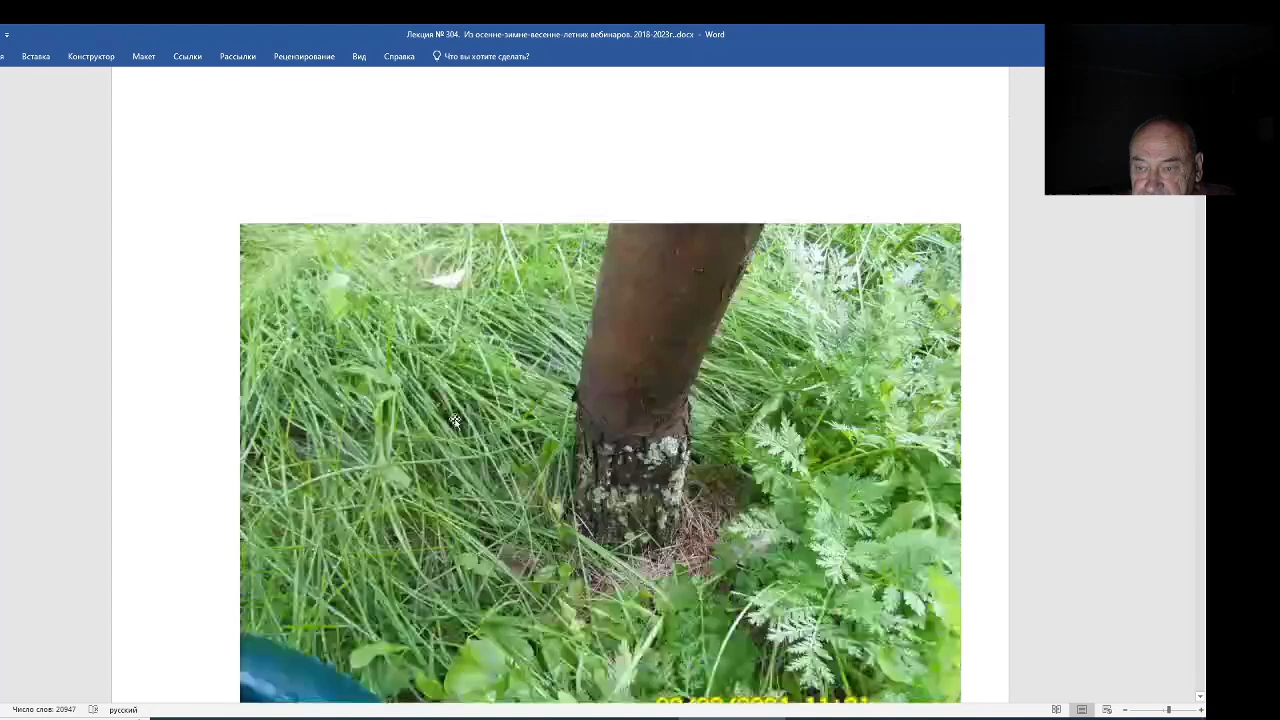 Лекция № 304. Из осенне-зимне-весенне-летних вебинаров. 2018-2023г..docx - Word
я Вставка Конструктор Макет Ссылки Рассылки Рецензирование Вид Справка Что вы хотите сделать?
Число слов: 20947 русский